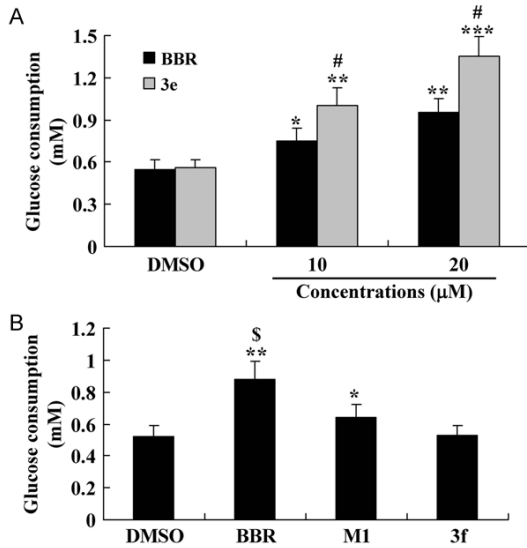 A
Glucose consumption
(mM)
1.5
1.2
0.9
0.6
0.3
0
BBR
3e
*
#
**
**
#
***
DMSO
10
20
Concentrations (μM)
B
Glucose consumption
(mM)
1.2
1
0.8
0.6
0.4
0.2
0
$
**
*
DMSO
BBR
M1
3f